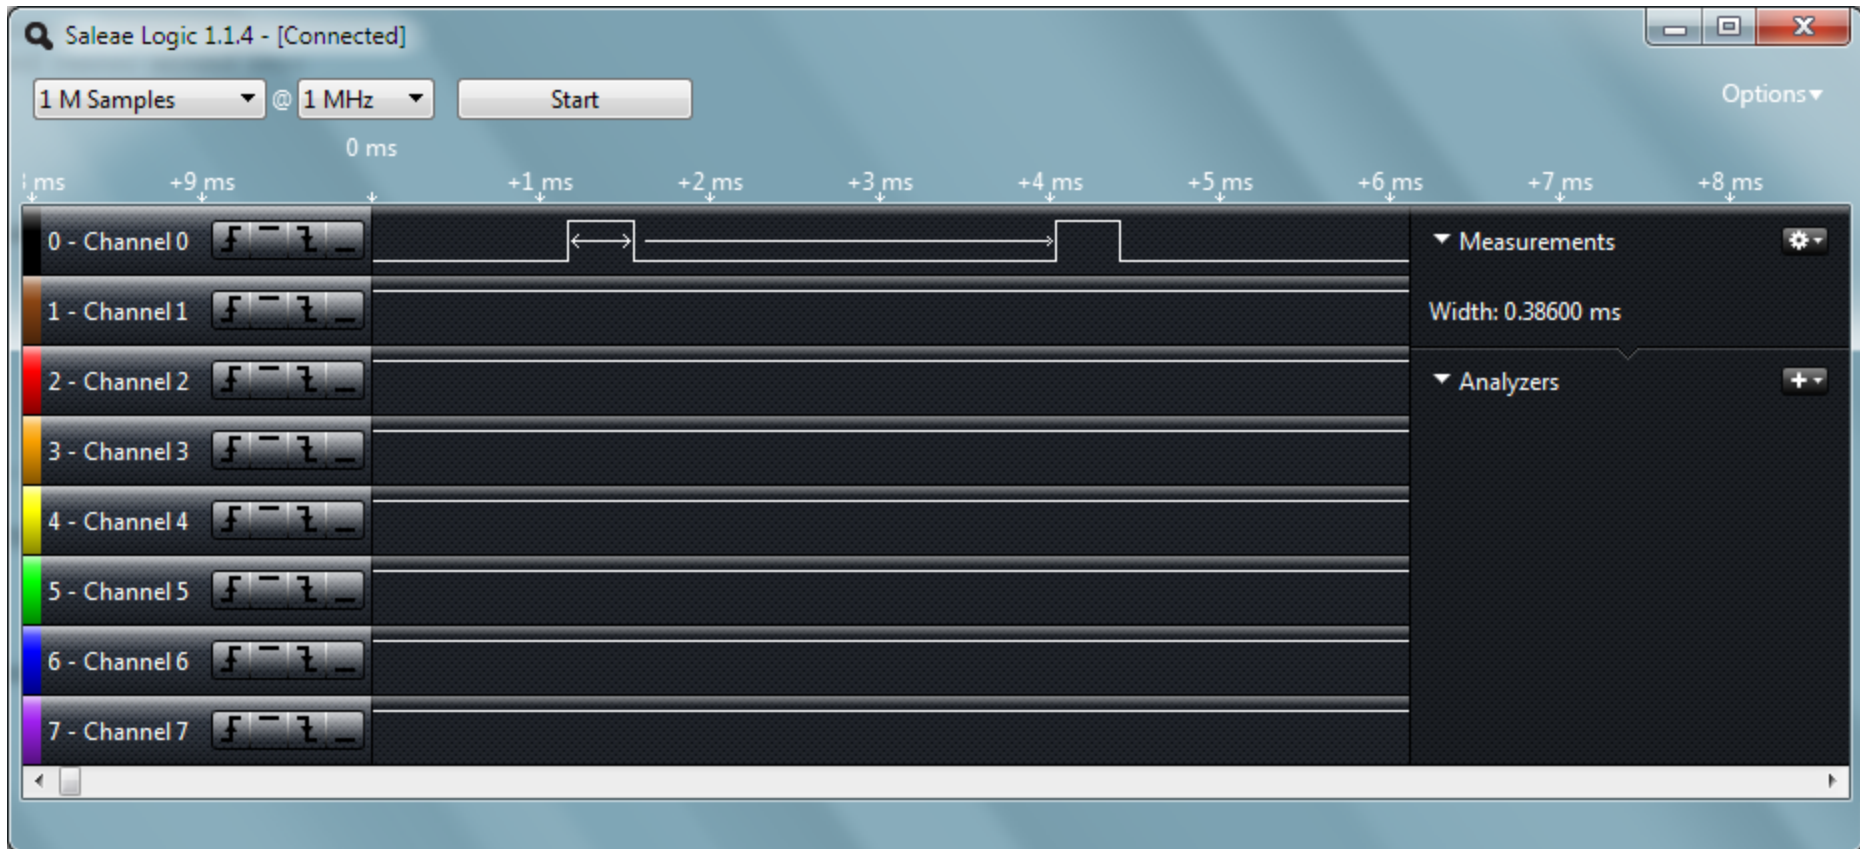 Saleae Logic 1.1.4 - [Connected]
1 M Samples @ 1 MHz Start Options
0 ms
ms +9 ms +1 ms +2 ms +3 ms +4 ms +5 ms +6 ms +7 ms +8 ms
0 - Channel 0 Measurements
1 - Channel 1 Width: 0.38600 ms
2 - Channel 2 Analyzers
3 - Channel 3
4 - Channel 4
5 - Channel 5
6 - Channel 6
7 - Channel 7